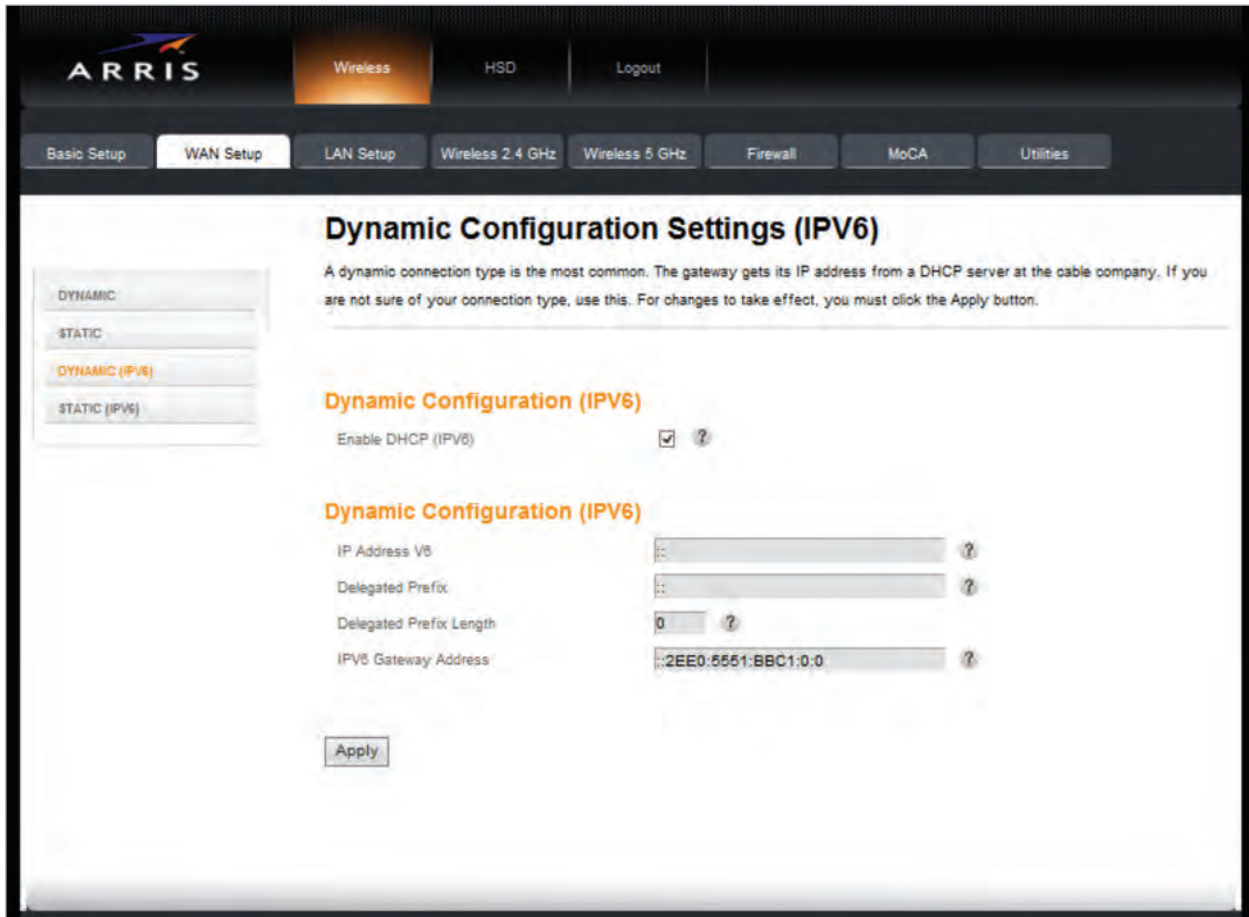 ARRIS
Wireless
HSD
Logout
Basic Setup
WAN Setup
LAN Setup
Wireless 2.4 GHz
Wireless 5 GHz
Firewall
MoCA
Utilities
DYNAMIC
STATIC
DYNAMIC (IPV6)
STATIC (IPV6)
Dynamic Configuration Settings (IPV6)
A dynamic connection type is the most common. The gateway gets its IP address from a DHCP server at the cable company. If you
are not sure of your connection type, use this. For changes to take effect, you must click the Apply button.
Dynamic Configuration (IPV6)
Enable DHCP (IPV6) ?
Dynamic Configuration (IPV6)
IP Address V6 :: ?
Delegated Prefix :: ?
Delegated Prefix Length 0 ?
IPV6 Gateway Address ::2EE0:5551:BBC1:0:0 ?
Apply